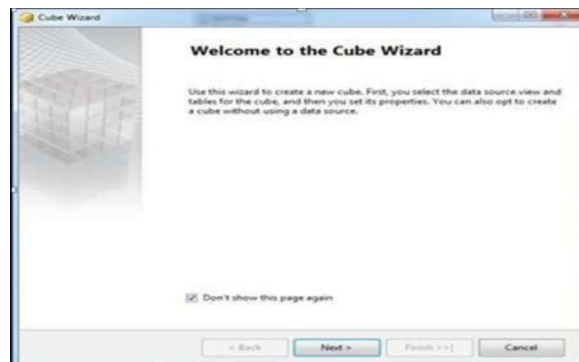 Cube Wizard
Welcome to the Cube Wizard
Use this wizard to create a new cube. First, you select the data source view and
tables for the cube, and then you set its properties. You can also opt to create
a cube without using a data source.
Don't show this page again
< Back Next > Finish >>| Cancel